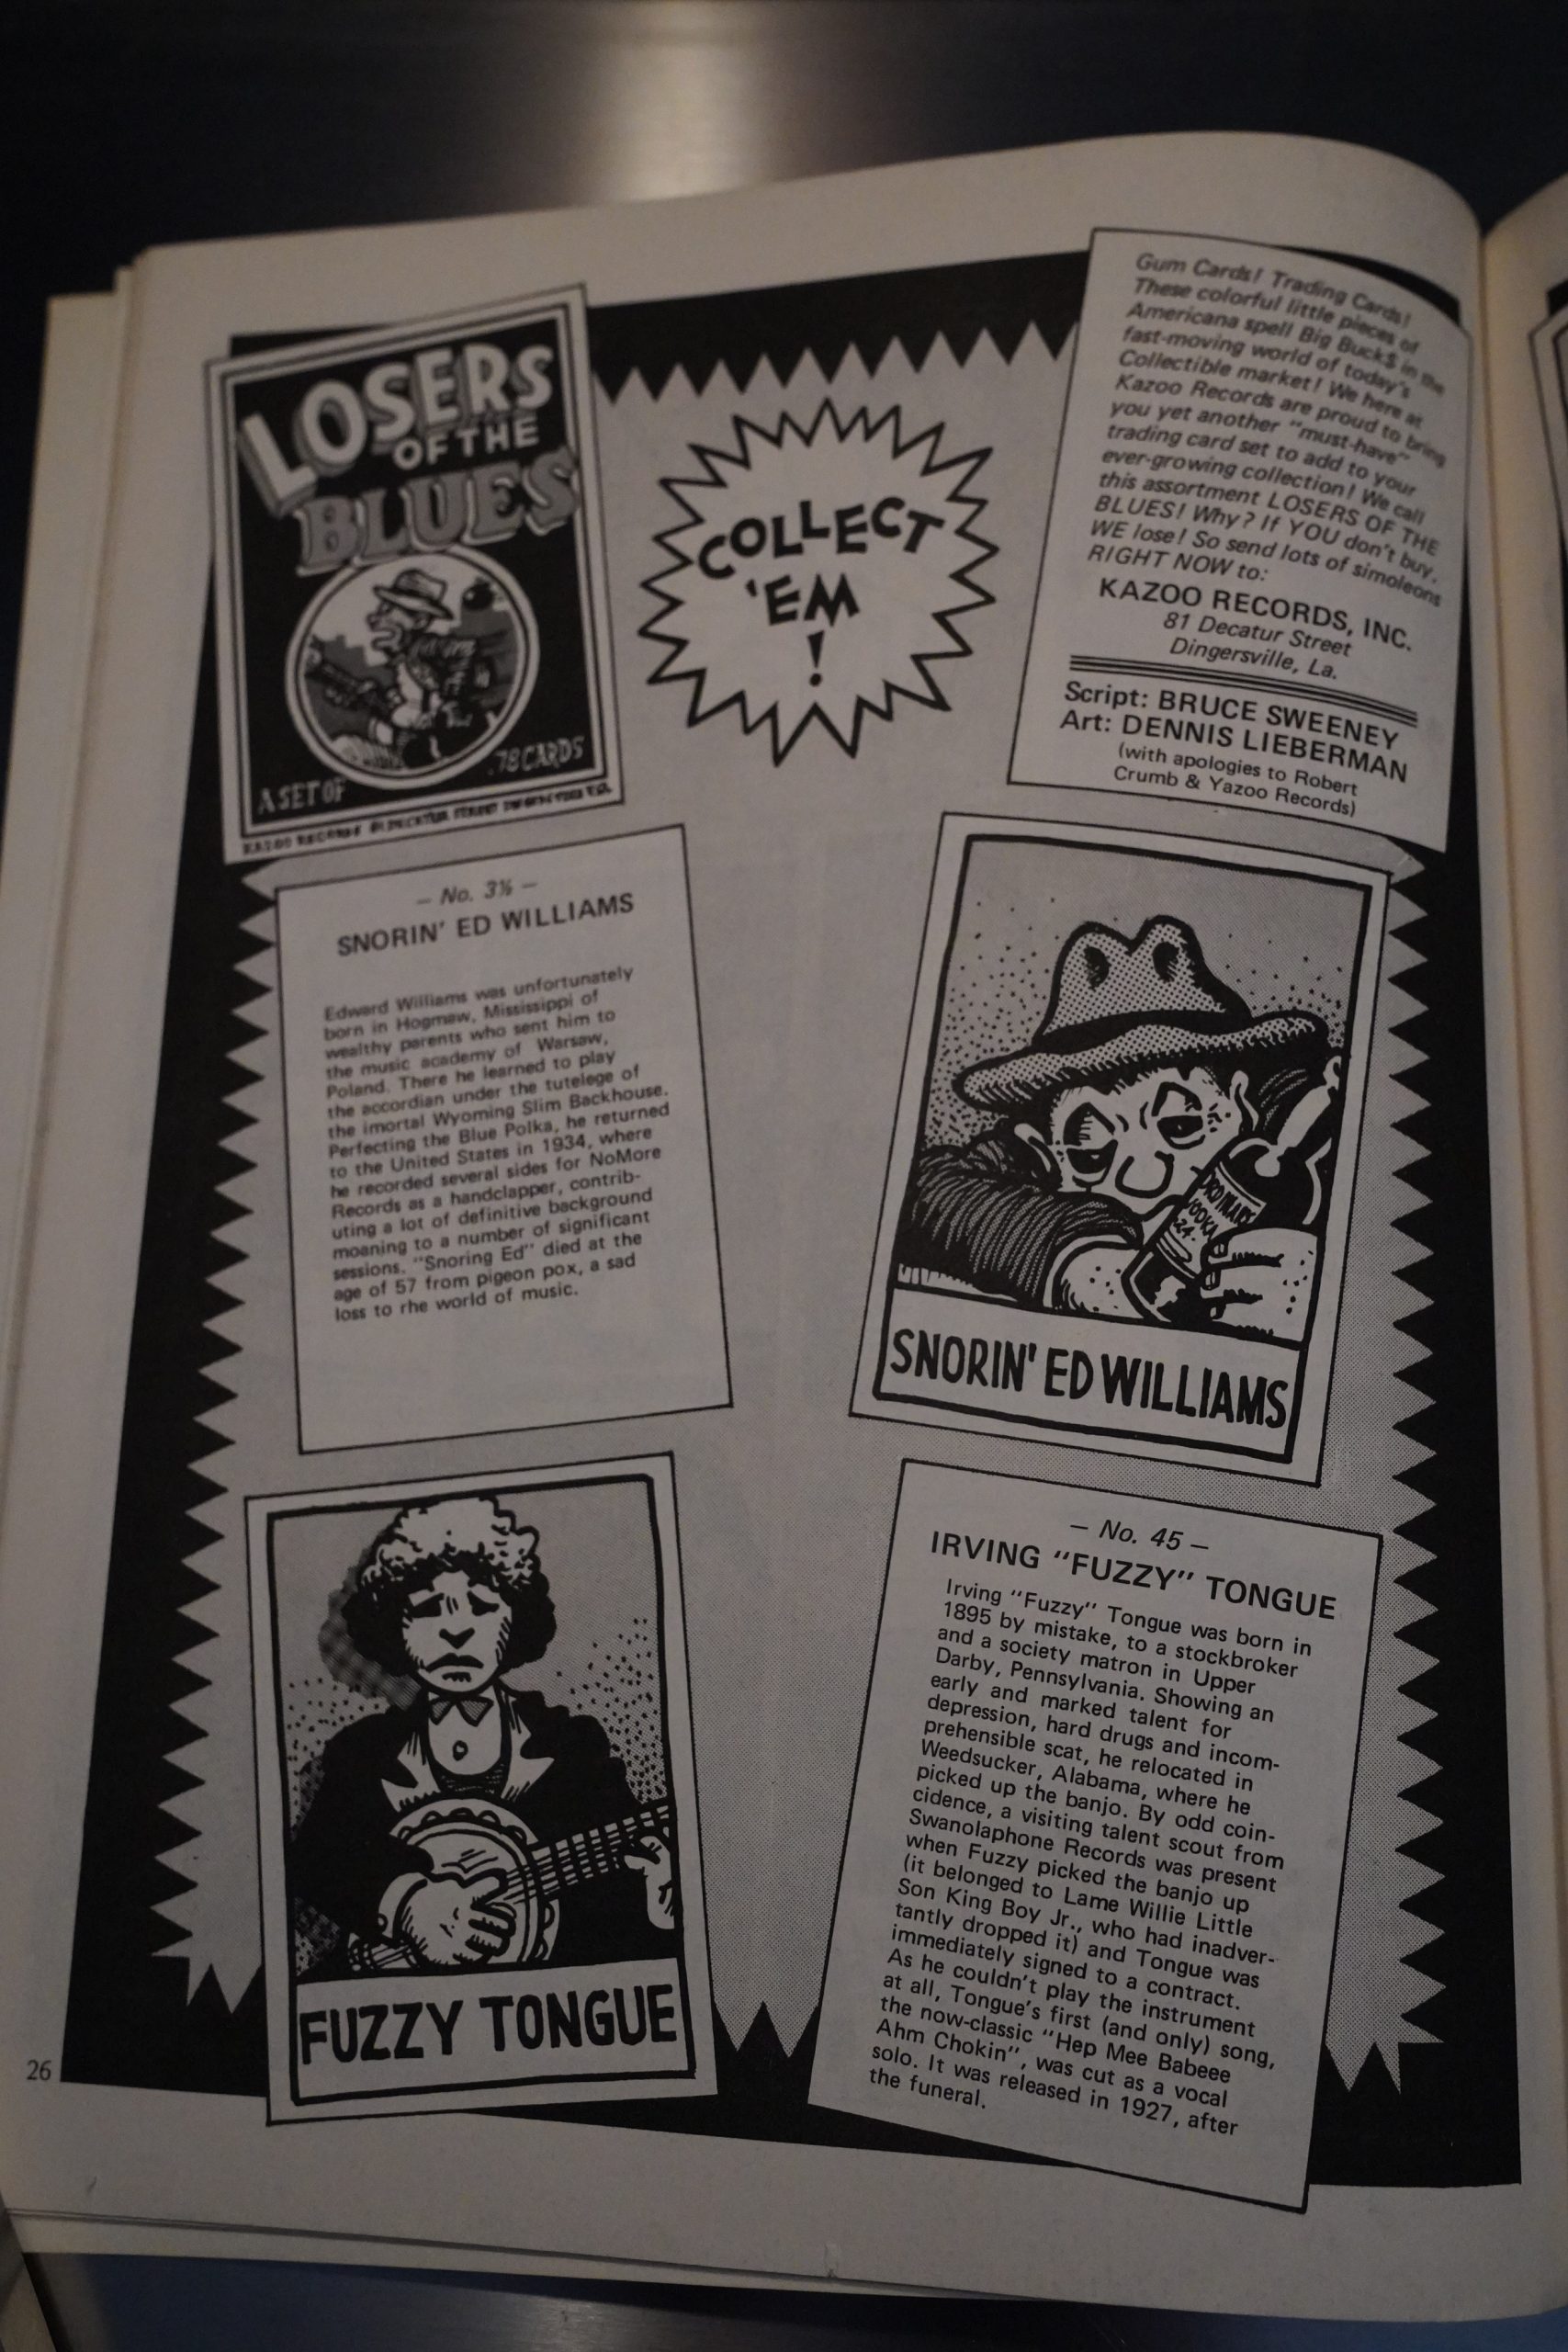 LOSERS
OF THE
BLUES
A SET OF
78 CARDS
KAZOO RECORDS 81 DECATUR STREET
COLLECT
'EM
!
Gum Cards! Trading Cards!
These colorful little pieces of
Americana spell Big Buck$ in the
fast-moving world of today's
Collectible market! We here at
Kazoo Records are proud to bring
you yet another "must-have"
trading card set to add to your
ever-growing collection! We call
this assortment LOSERS OF THE
BLUES! Why? If YOU don't buy,
WE lose! So send lots of simoleons
RIGHT NOW to:
KAZOO RECORDS, INC.
81 Decatur Street
Dingersville, La.
Script: BRUCE SWEENEY
Art: DENNIS LIEBERMAN
(with apologies to Robert
Crumb & Yazoo Records)
— No. 3½ —
SNORIN' ED WILLIAMS
Edward Williams was unfortunately
born in Hogmaw, Mississippi of
wealthy parents who sent him to
the music academy of Warsaw,
Poland. There he learned to play
the accordian under the tutelege of
the imortal Wyoming Slim Backhouse.
Perfecting the Blue Polka, he returned
to the United States in 1934, where
he recorded several sides for NoMore
Records as a handclapper, contrib-
uting a lot of definitive background
moaning to a number of significant
sessions. "Snoring Ed" died at the
age of 57 from pigeon pox, a sad
loss to rhe world of music.
VODKA
24
SNORIN' ED WILLIAMS
FUZZY TONGUE
— No. 45 —
IRVING "FUZZY" TONGUE
Irving "Fuzzy" Tongue was born in
1895 by mistake, to a stockbroker
and a society matron in Upper
Darby, Pennsylvania. Showing an
early and marked talent for
depression, hard drugs and incom-
prehensible scat, he relocated in
Weedsucker, Alabama, where he
picked up the banjo. By odd coin-
cidence, a visiting talent scout from
Swanolaphone Records was present
when Fuzzy picked the banjo up
(it belonged to Lame Willie Little
Son King Boy Jr., who had inadver-
tantly dropped it) and Tongue was
immediately signed to a contract.
As he couldn't play the instrument
at all, Tongue's first (and only) song,
the now-classic "Hep Mee Babeee
Ahm Chokin", was cut as a vocal
solo. It was released in 1927, after
the funeral.
26